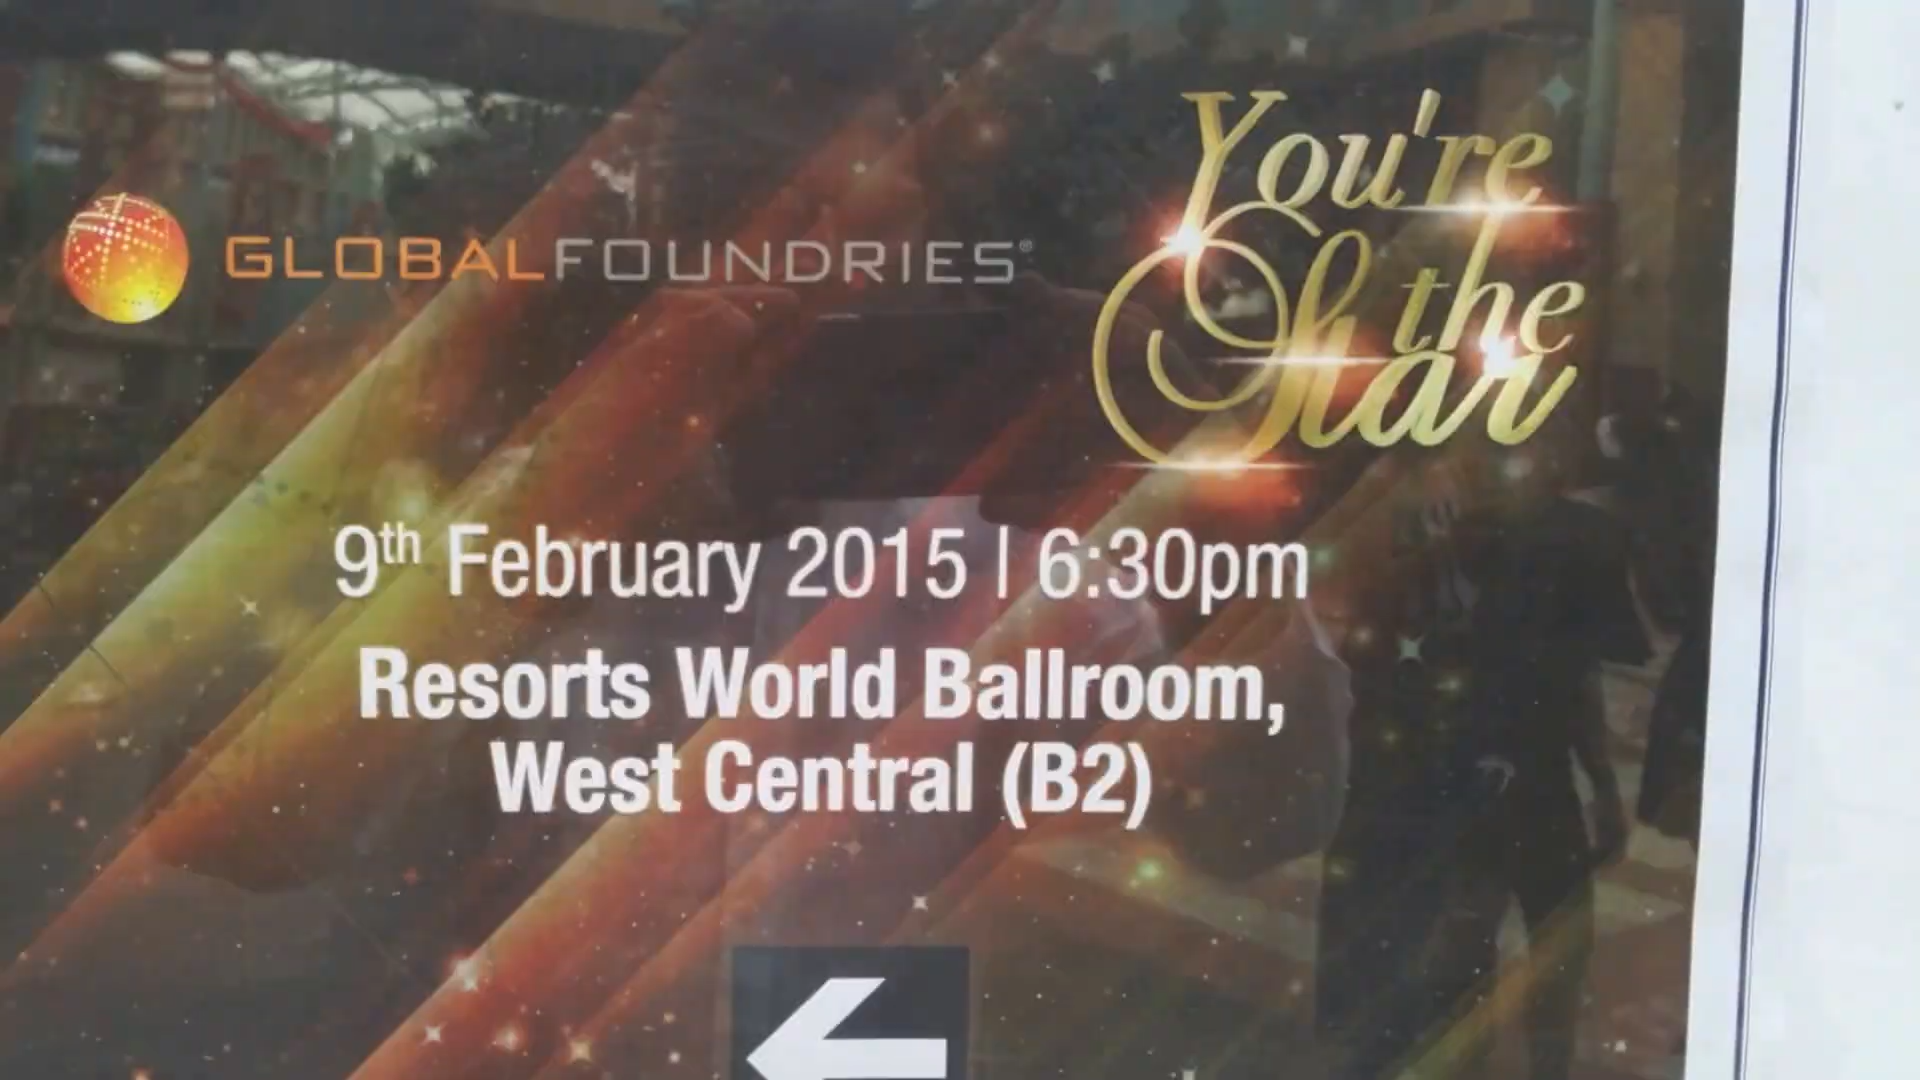 GLOBALFOUNDRIES®
You're
the
Star
9th February 2015 | 6:30pm
Resorts World Ballroom,
West Central (B2)